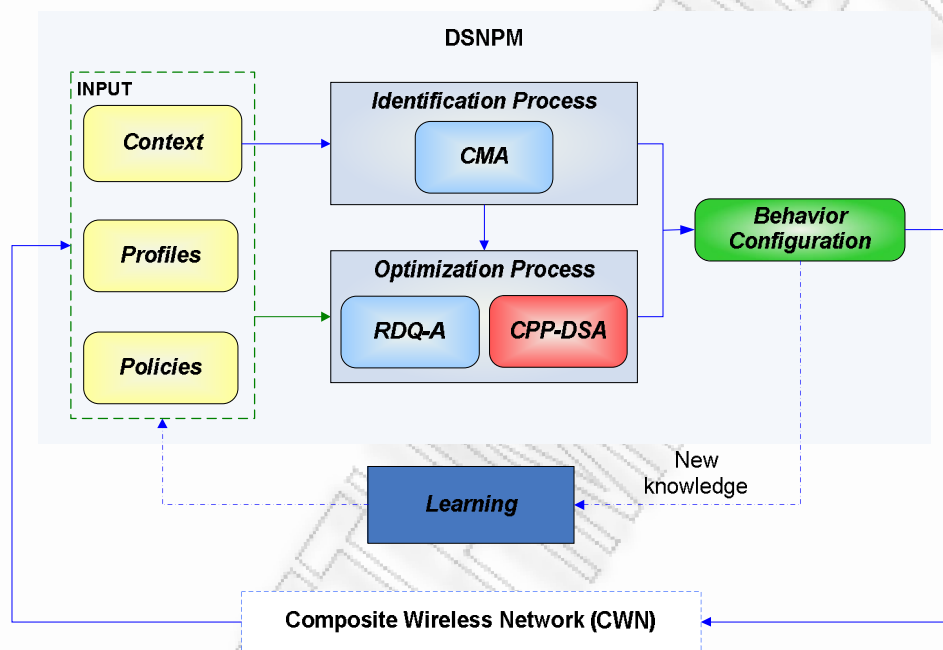 DSNPM
INPUT
Context
Profiles
Policies
Identification Process
CMA
Optimization Process
RDQ-A
CPP-DSA
Behavior
Configuration
New
knowledge
Learning
Composite Wireless Network (CWN)